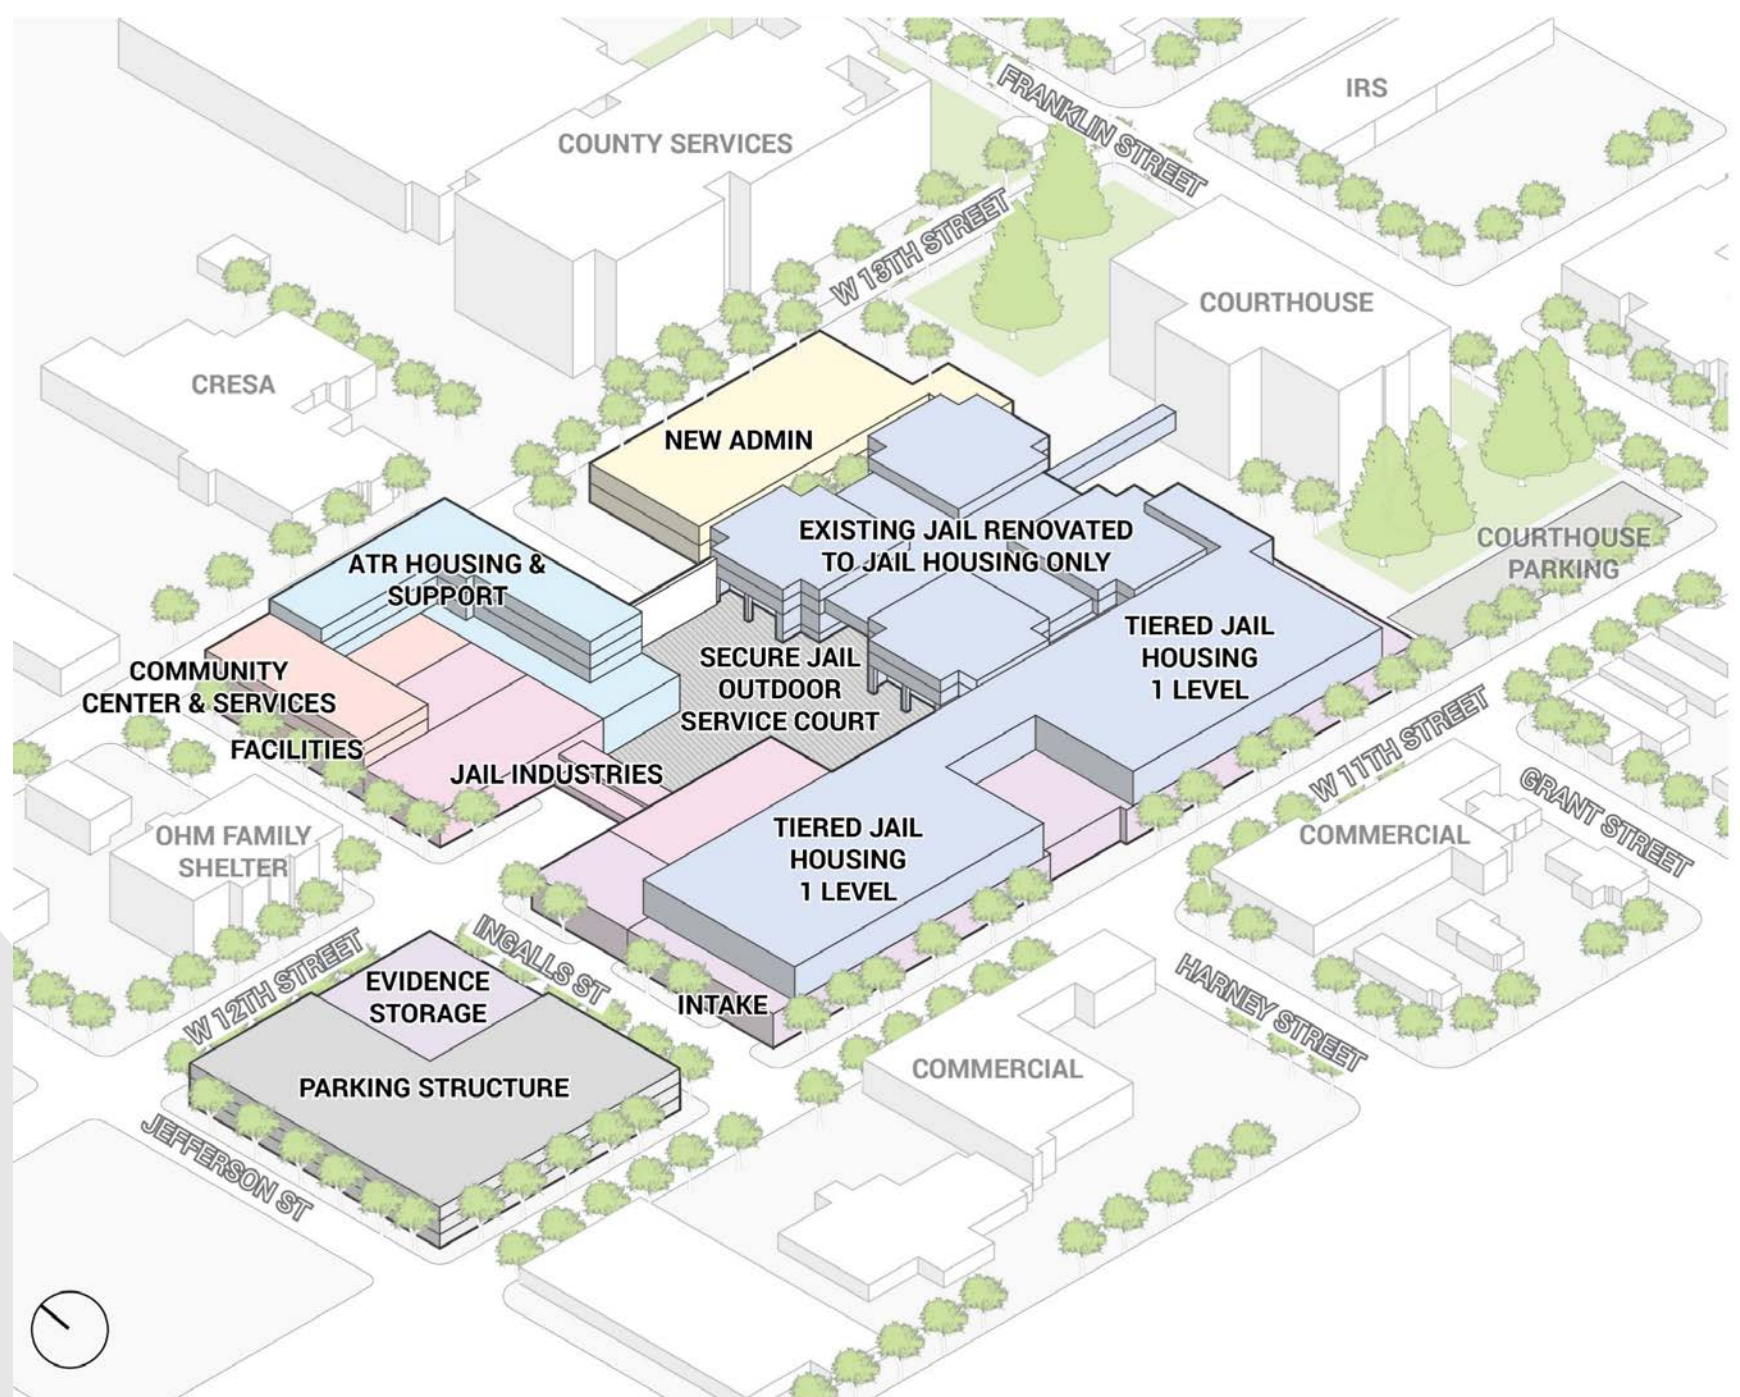 FRANKLIN STREET
IRS
COUNTY SERVICES
W 13TH STREET
COURTHOUSE
CRESA
NEW ADMIN
EXISTING JAIL RENOVATED
TO JAIL HOUSING ONLY
COURTHOUSE
PARKING
ATR HOUSING &
SUPPORT
TIERED JAIL
HOUSING
1 LEVEL
SECURE JAIL
OUTDOOR
SERVICE COURT
COMMUNITY
CENTER & SERVICES
FACILITIES
JAIL INDUSTRIES
W 11TH STREET
GRANT STREET
OHM FAMILY
SHELTER
TIERED JAIL
HOUSING
1 LEVEL
COMMERCIAL
W 12TH STREET
INGALLS ST
EVIDENCE
STORAGE
INTAKE
HARNEY STREET
COMMERCIAL
PARKING STRUCTURE
JEFFERSON ST